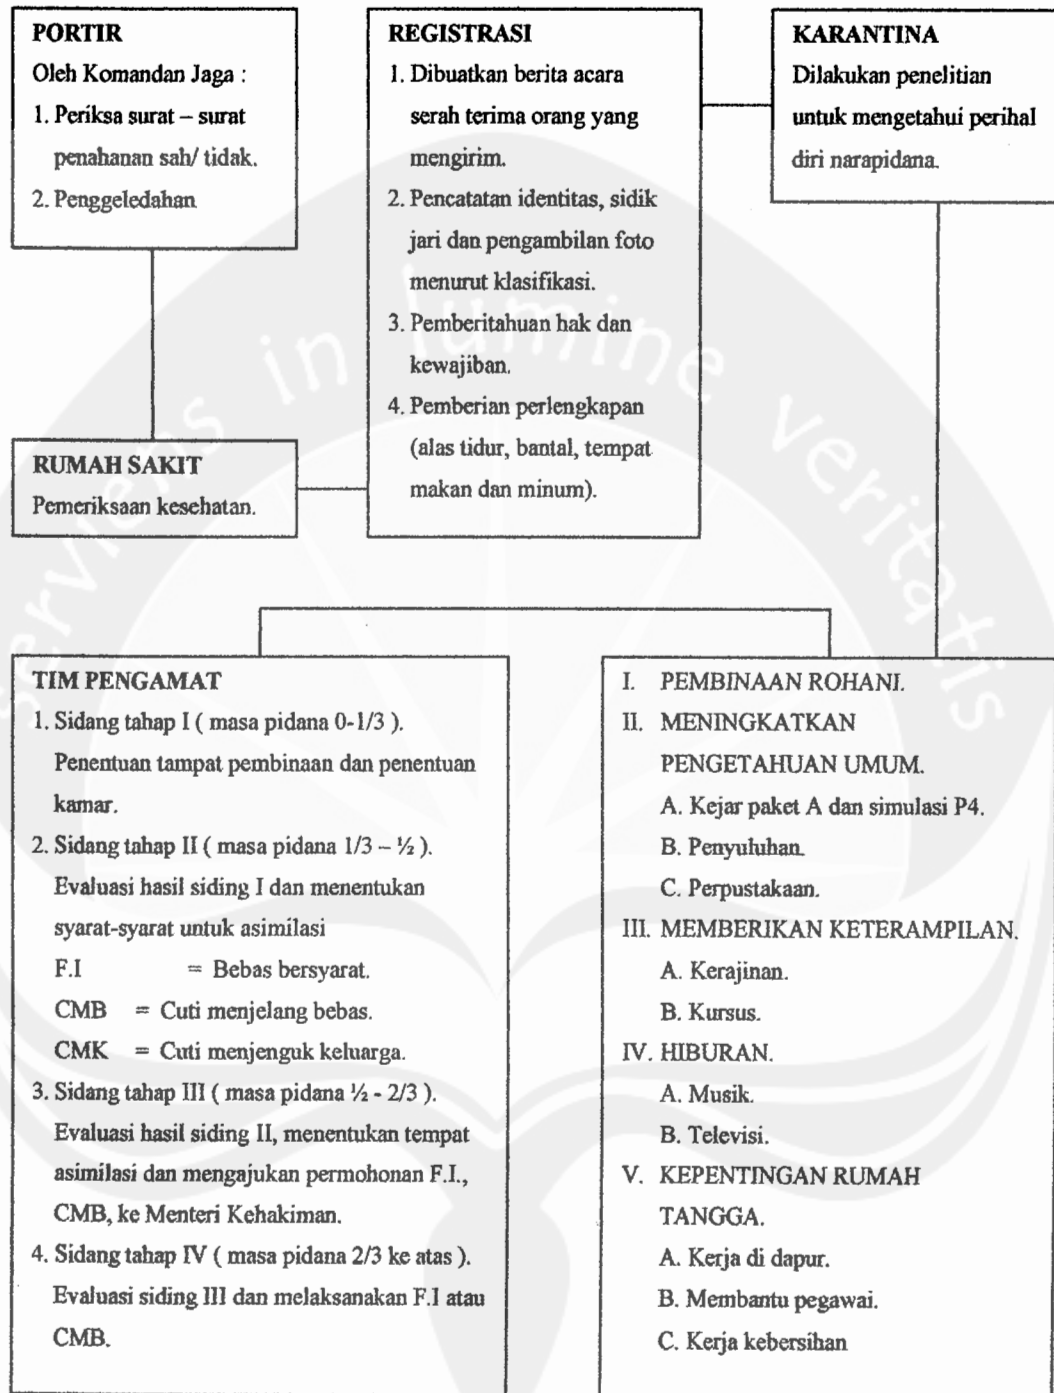 PORTIR
Oleh Komandan Jaga :
1. Periksa surat – surat
penahanan sah/ tidak.
2. Penggeledahan
RUMAH SAKIT
Pemeriksaan kesehatan.
REGISTRASI
1. Dibuatkan berita acara
serah terima orang yang
mengirim.
2. Pencatatan identitas, sidik
jari dan pengambilan foto
menurut klasifikasi.
3. Pemberitahuan hak dan
kewajiban.
4. Pemberian perlengkapan
(alas tidur, bantal, tempat
makan dan minum).
KARANTINA
Dilakukan penelitian
untuk mengetahui perihal
diri narapidana.
TIM PENGAMAT
1. Sidang tahap I ( masa pidana 0-1/3 ).
Penentuan tampat pembinaan dan penentuan
kamar.
2. Sidang tahap II ( masa pidana 1/3 – ½ ).
Evaluasi hasil siding I dan menentukan
syarat-syarat untuk asimilasi
F.I = Bebas bersyarat.
CMB = Cuti menjelang bebas.
CMK = Cuti menjenguk keluarga.
3. Sidang tahap III ( masa pidana ½ - 2/3 ).
Evaluasi hasil siding II, menentukan tempat
asimilasi dan mengajukan permohonan F.I.,
CMB, ke Menteri Kehakiman.
4. Sidang tahap IV ( masa pidana 2/3 ke atas ).
Evaluasi siding III dan melaksanakan F.I atau
CMB.
I. PEMBINAAN ROHANI.
II. MENINGKATKAN
PENGETAHUAN UMUM.
A. Kejar paket A dan simulasi P4.
B. Penyuluhan.
C. Perpustakaan.
III. MEMBERIKAN KETERAMPILAN.
A. Kerajinan.
B. Kursus.
IV. HIBURAN.
A. Musik.
B. Televisi.
V. KEPENTINGAN RUMAH
TANGGA.
A. Kerja di dapur.
B. Membantu pegawai.
C. Kerja kebersihan
serviens in lumine veritatis